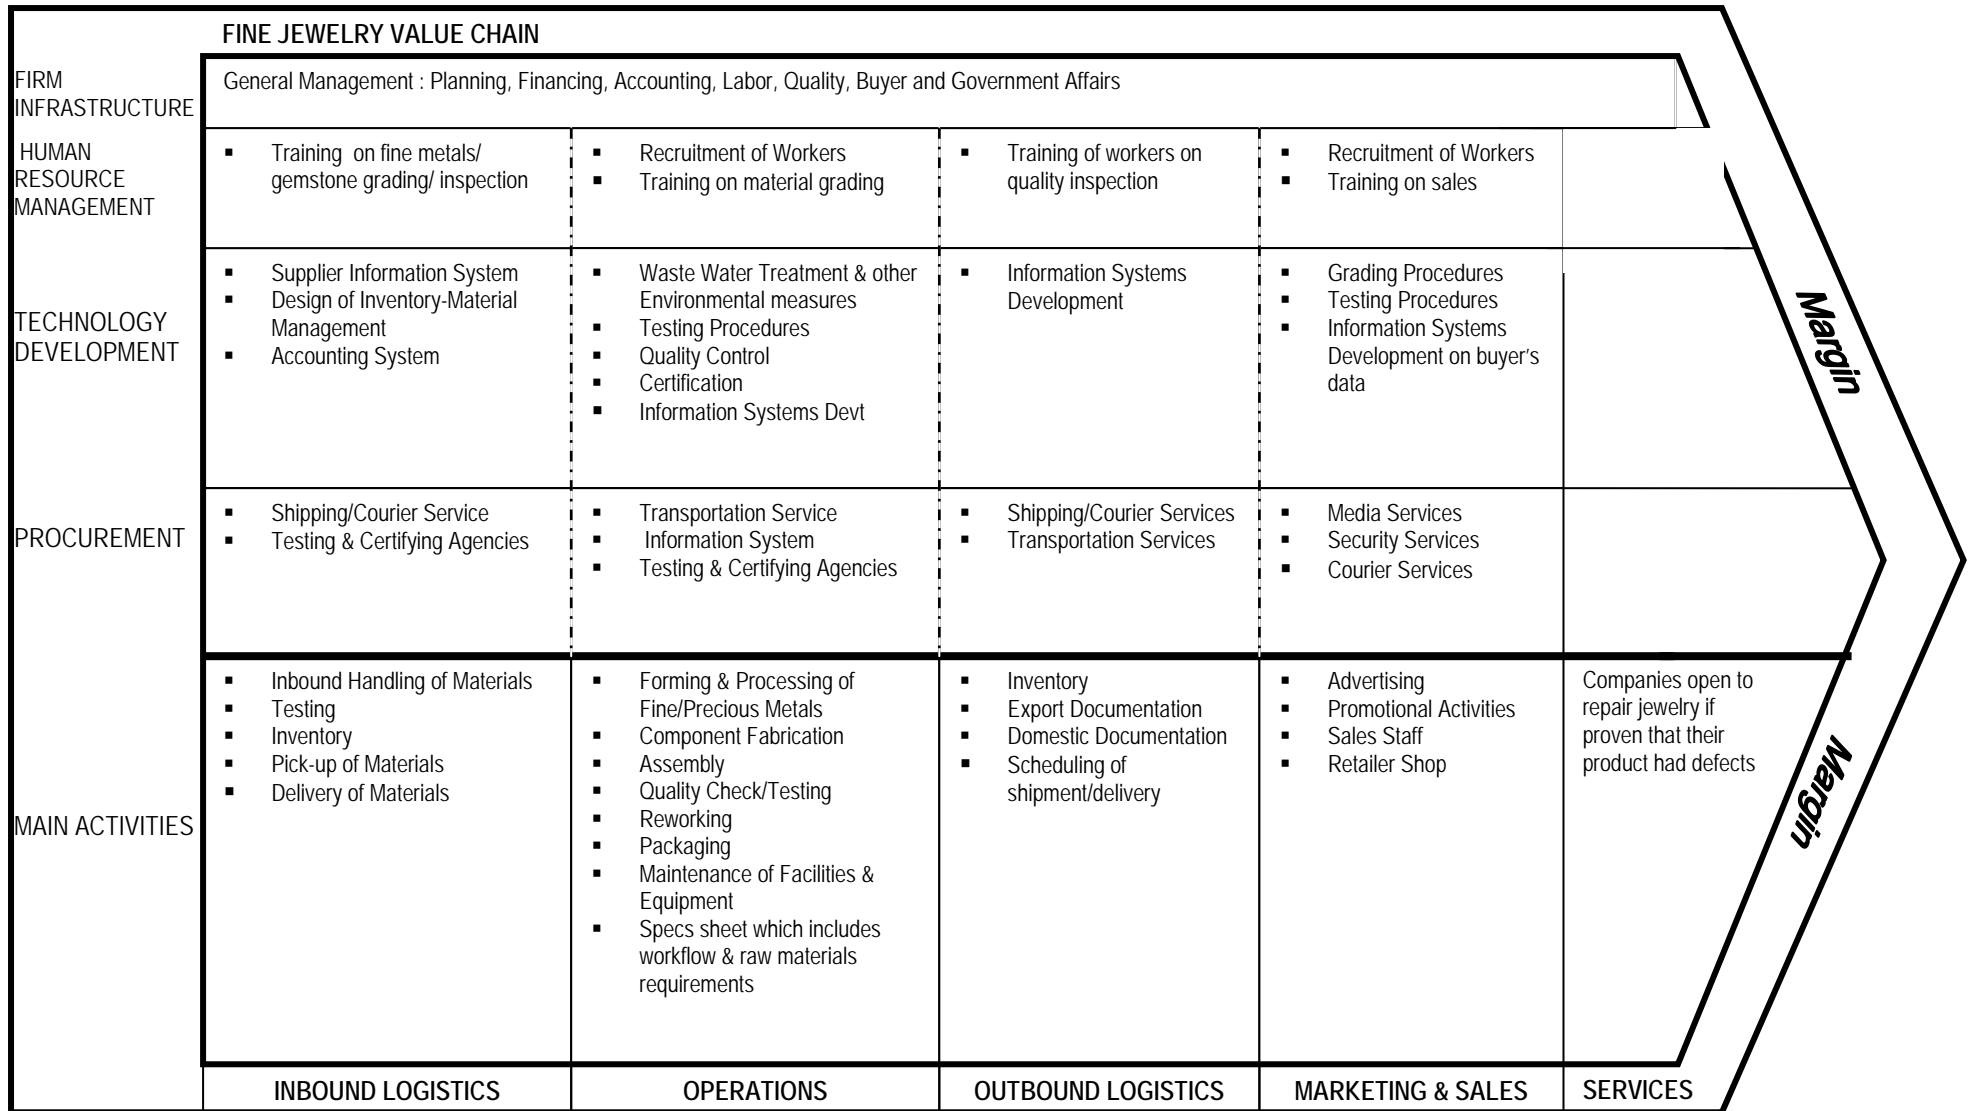 FINE JEWELRY VALUE CHAIN
FIRM
INFRASTRUCTURE
General Management : Planning, Financing, Accounting, Labor, Quality, Buyer and Government Affairs
HUMAN
RESOURCE
MANAGEMENT
▪ Training on fine metals/
gemstone grading/ inspection
▪ Recruitment of Workers
▪ Training on material grading
▪ Training of workers on
quality inspection
▪ Recruitment of Workers
▪ Training on sales
TECHNOLOGY
DEVELOPMENT
▪ Supplier Information System
▪ Design of Inventory-Material
Management
▪ Accounting System
▪ Waste Water Treatment & other
Environmental measures
▪ Testing Procedures
▪ Quality Control
▪ Certification
▪ Information Systems Devt
▪ Information Systems
Development
▪ Grading Procedures
▪ Testing Procedures
▪ Information Systems
Development on buyer’s
data
Margin
PROCUREMENT
▪ Shipping/Courier Service
▪ Testing & Certifying Agencies
▪ Transportation Service
▪ Information System
▪ Testing & Certifying Agencies
▪ Shipping/Courier Services
▪ Transportation Services
▪ Media Services
▪ Security Services
▪ Courier Services
MAIN ACTIVITIES
▪ Inbound Handling of Materials
▪ Testing
▪ Inventory
▪ Pick-up of Materials
▪ Delivery of Materials
▪ Forming & Processing of
Fine/Precious Metals
▪ Component Fabrication
▪ Assembly
▪ Quality Check/Testing
▪ Reworking
▪ Packaging
▪ Maintenance of Facilities &
Equipment
▪ Specs sheet which includes
workflow & raw materials
requirements
▪ Inventory
▪ Export Documentation
▪ Domestic Documentation
▪ Scheduling of
shipment/delivery
▪ Advertising
▪ Promotional Activities
▪ Sales Staff
▪ Retailer Shop
Companies open to
repair jewelry if
proven that their
product had defects
Margin
INBOUND LOGISTICS
OPERATIONS
OUTBOUND LOGISTICS
MARKETING & SALES
SERVICES